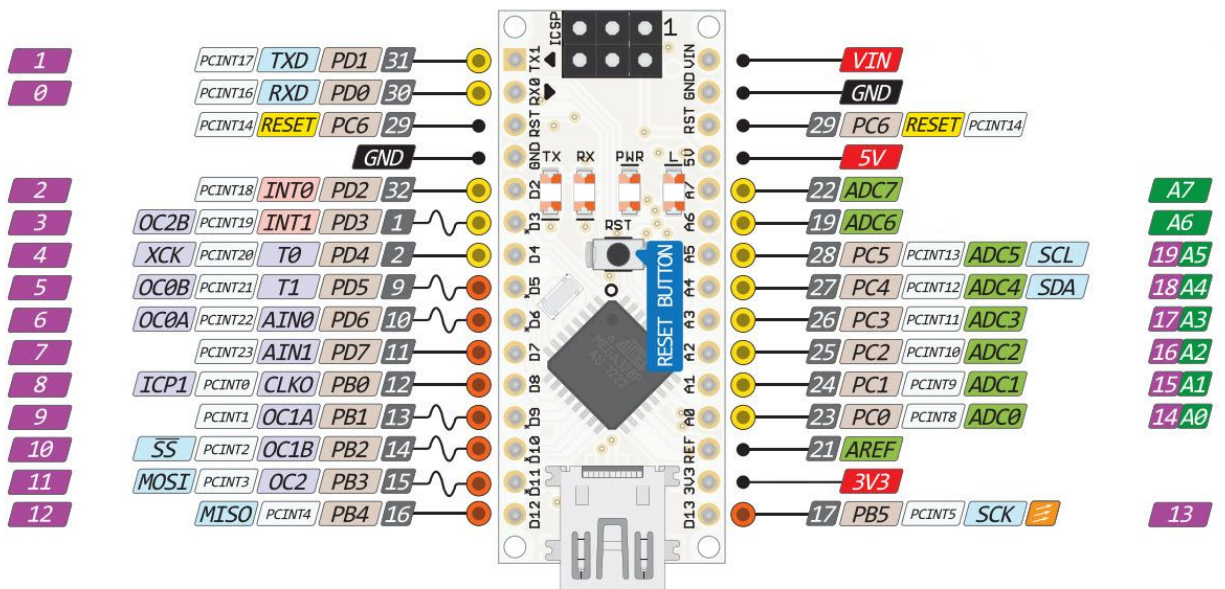 ICSP 1
1 PCINT17 TXD PD1 31 TX1 VIN VIN
0 PCINT16 RXD PD0 30 RX0 GND GND
PCINT14 RESET PC6 29 RST RST 29 PC6 RESET PCINT14
GND GND TX RX PWR L 5V 5V
2 PCINT18 INT0 PD2 32 D2 A7 22 ADC7 A7
3 OC2B PCINT19 INT1 PD3 1 *D3 RST A6 19 ADC6 A6
4 XCK PCINT20 T0 PD4 2 D4 A5 28 PC5 PCINT13 ADC5 SCL 19 A5
5 OC0B PCINT21 T1 PD5 9 *D5 A4 27 PC4 PCINT12 ADC4 SDA 18 A4
RESET BUTTON
6 OC0A PCINT22 AIN0 PD6 10 *D6 A3 26 PC3 PCINT11 ADC3 17 A3
7 PCINT23 AIN1 PD7 11 D7 A2 25 PC2 PCINT10 ADC2 16 A2
8 ICP1 PCINT0 CLKO PB0 12 D8 A1 24 PC1 PCINT9 ADC1 15 A1
9 PCINT1 OC1A PB1 13 *D9 A0 23 PC0 PCINT8 ADC0 14 A0
10 SS PCINT2 OC1B PB2 14 *D10 REF 21 AREF
11 MOSI PCINT3 OC2 PB3 15 *D11 3V3 3V3
12 MISO PCINT4 PB4 16 D12 D13 17 PB5 PCINT5 SCK 13